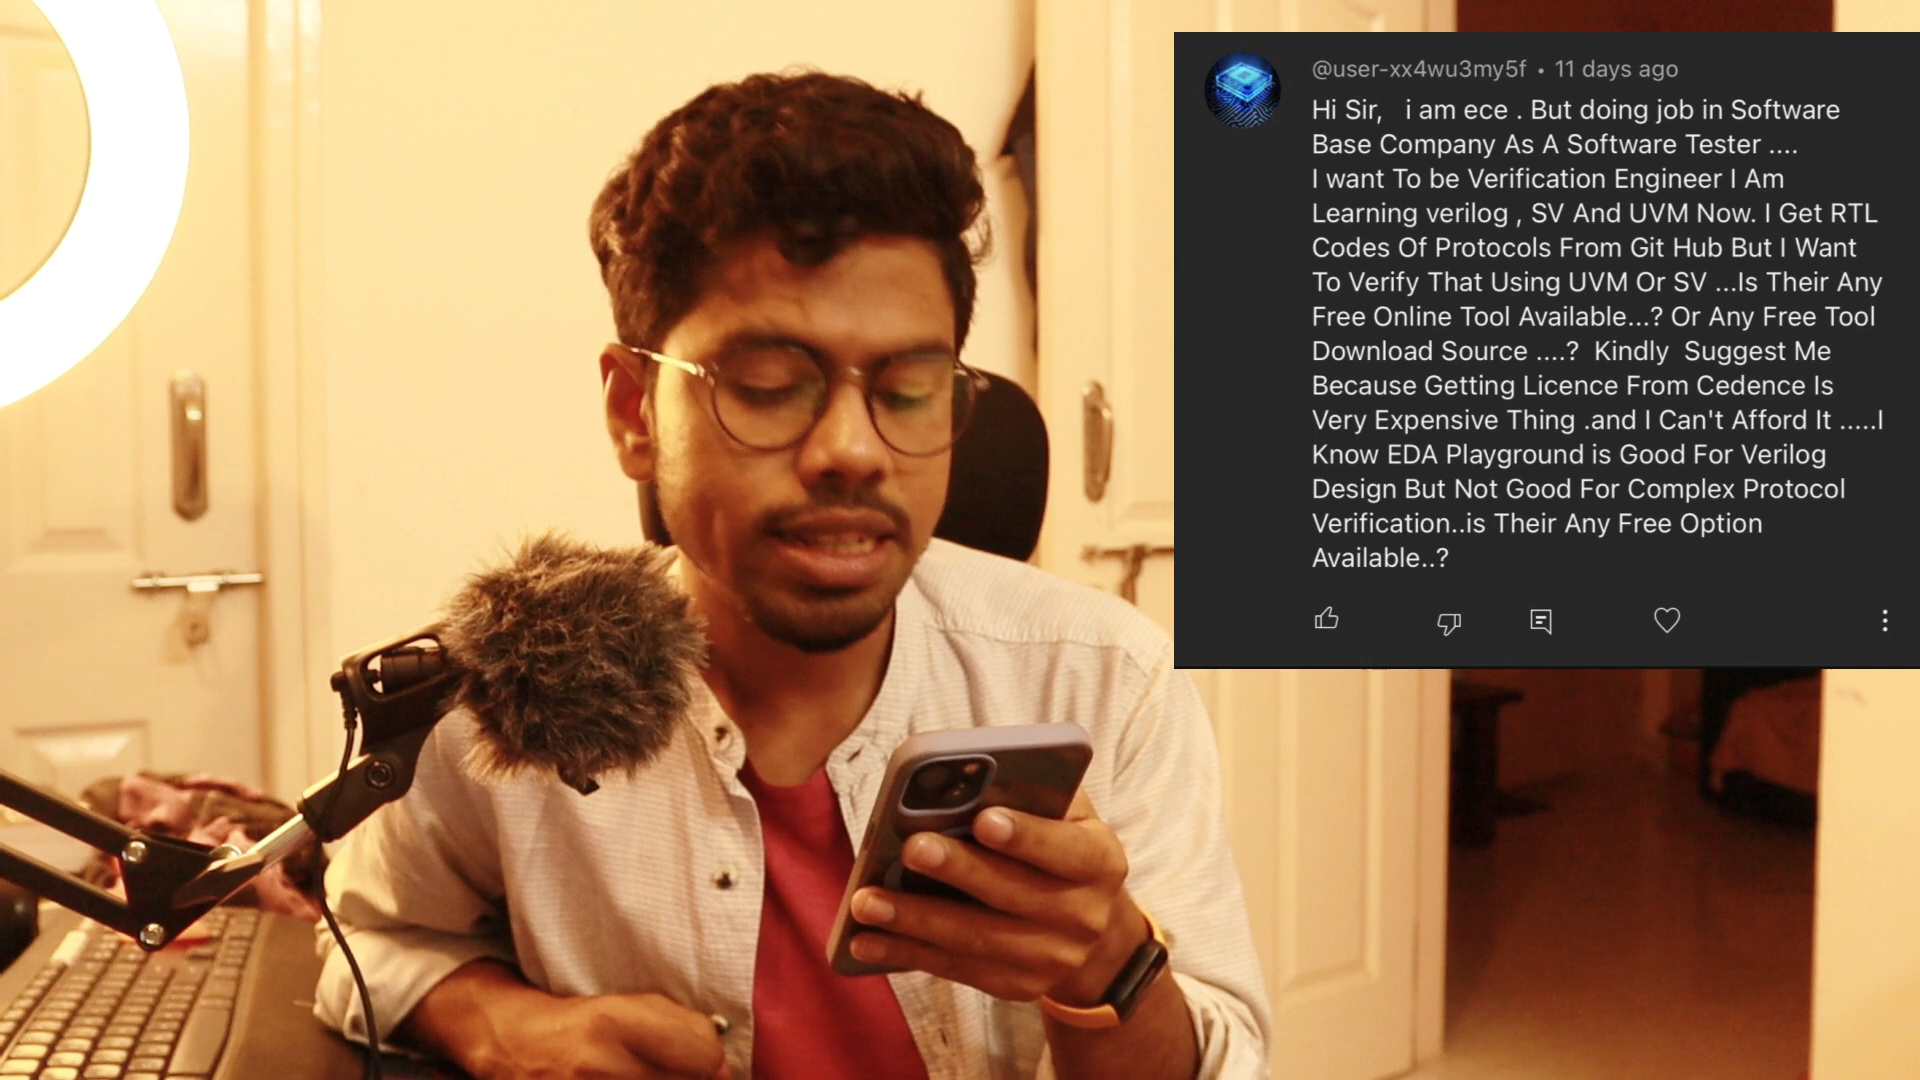 @user-xx4wu3my5f • 11 days ago
Hi Sir, i am ece . But doing job in Software
Base Company As A Software Tester ....
I want To be Verification Engineer I Am
Learning verilog , SV And UVM Now. I Get RTL
Codes Of Protocols From Git Hub But I Want
To Verify That Using UVM Or SV ...Is Their Any
Free Online Tool Available...? Or Any Free Tool
Download Source ....? Kindly Suggest Me
Because Getting Licence From Cedence Is
Very Expensive Thing .and I Can't Afford It .....I
Know EDA Playground is Good For Verilog
Design But Not Good For Complex Protocol
Verification..is Their Any Free Option
Available..?